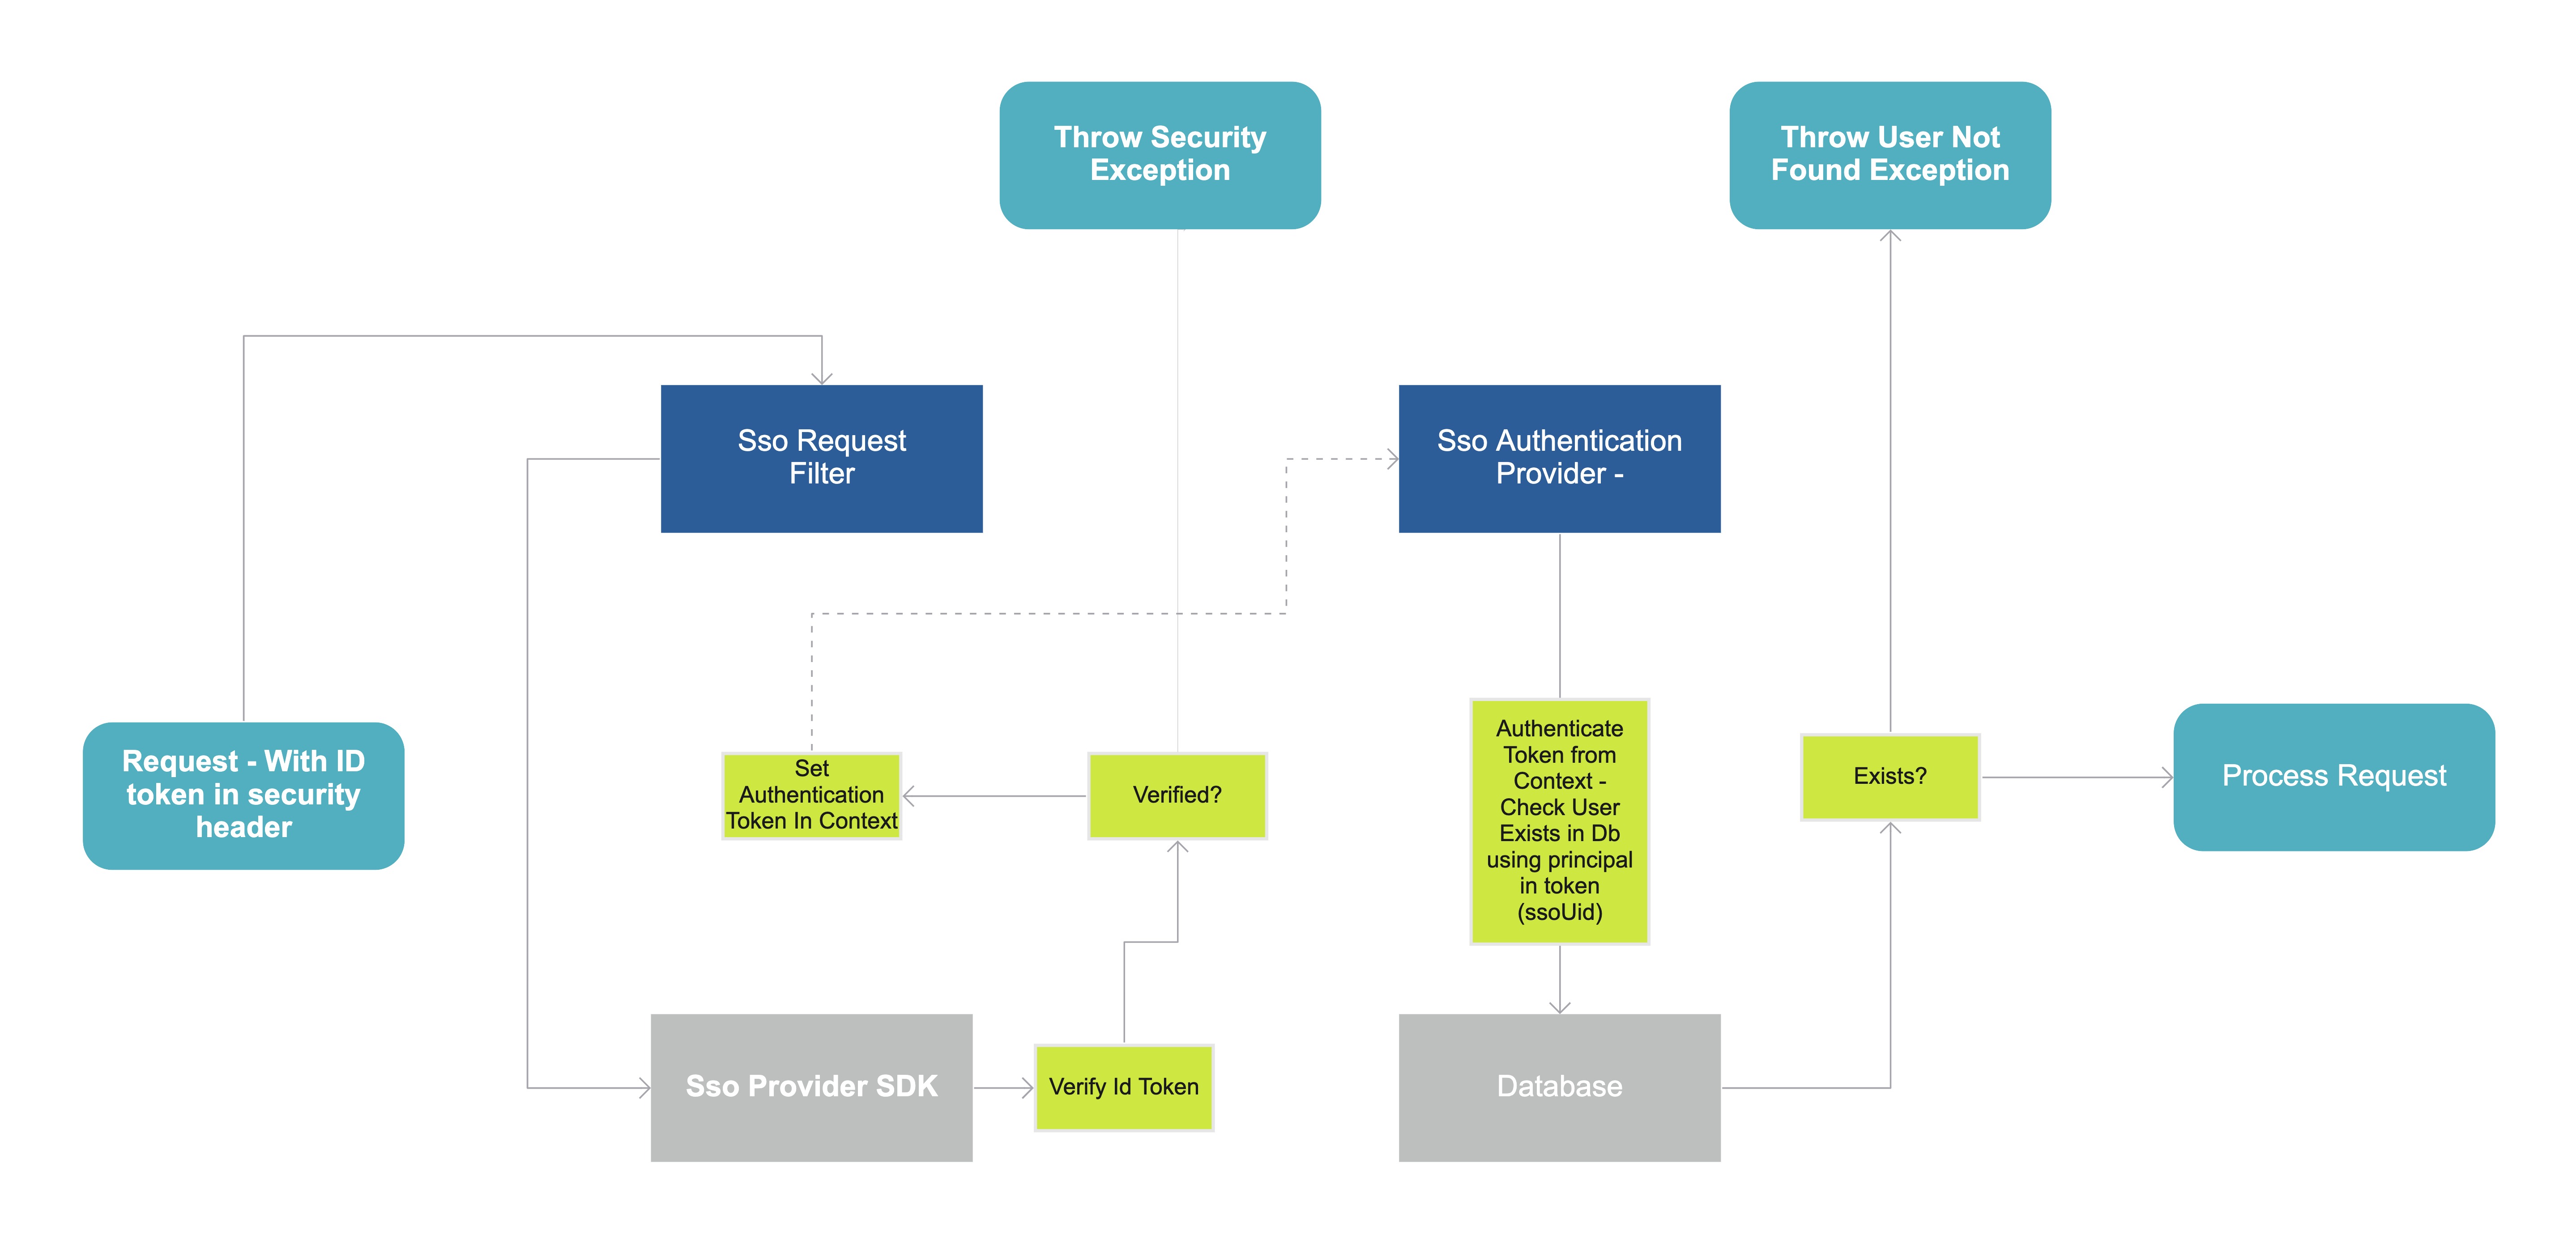 Throw Security
Exception
Throw User Not
Found Exception
Sso Request
Filter
Sso Authentication
Provider -
Request - With ID
token in security
header
Set
Authentication
Token In Context
Verified?
Authenticate
Token from
Context -
Check User
Exists in Db
using principal
in token
(ssoUid)
Exists?
Process Request
Sso Provider SDK
Verify Id Token
Database